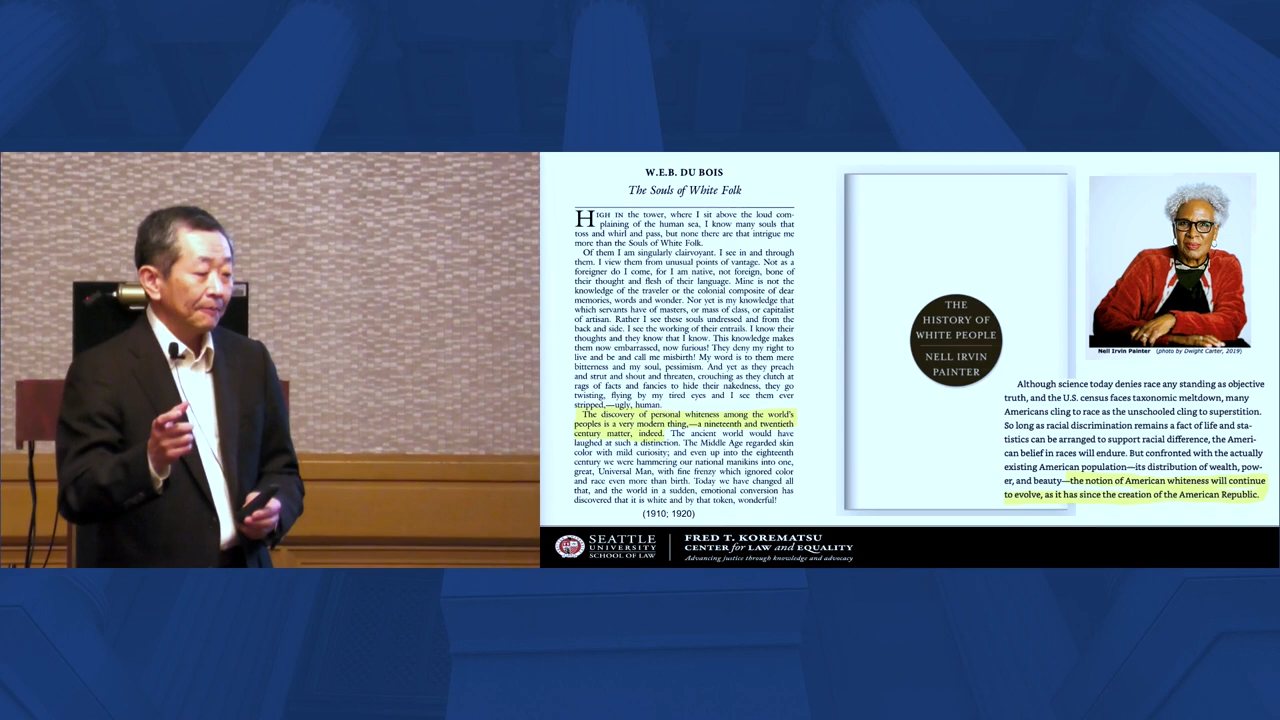 W.E.B. DU BOIS
The Souls of White Folk
HIGH IN the tower, where I sit above the loud com-
plaining of the human sea, I know many souls that
toss and whirl and pass, but none there are that intrigue me
more than the Souls of White Folk.
Of them I am singularly clairvoyant. I see in and through
them. I view them from unusual points of vantage. Not as a
foreigner do I come, for I am native, not foreign, bone of
their thought and flesh of their language. Mine is not the
knowledge of the traveler or the colonial composite of dear
memories, words and wonder. Nor yet is my knowledge that
which servants have of masters, or mass of class, or capitalist
of artisan. Rather I see these souls undressed and from the
back and side. I see the working of their entrails. I know their
thoughts and they know that I know. This knowledge makes
them now embarrassed, now furious! They deny my right to
live and be and call me misbirth! My word is to them mere
bitterness and my soul, pessimism. And yet as they preach
and strut and shout and threaten, crouching as they clutch at
rags of facts and fancies to hide their nakedness, they go
twisting, flying by my tired eyes and I see them ever
stripped,—ugly, human.
The discovery of personal whiteness among the world's
peoples is a very modern thing,—a nineteenth and twentieth
century matter, indeed. The ancient world would have
laughed at such a distinction. The Middle Age regarded skin
color with mild curiosity; and even up into the eighteenth
century we were hammering our national manikins into one,
great, Universal Man, with fine frenzy which ignored color
and race even more than birth. Today we have changed all
that, and the world in a sudden, emotional conversion has
discovered that it is white and by that token, wonderful!
(1910; 1920)
THE
HISTORY OF
WHITE PEOPLE
NELL IRVIN
PAINTER
Nell Irvin Painter (photo by Dwight Carter, 2019)
Although science today denies race any standing as objective
truth, and the U.S. census faces taxonomic meltdown, many
Americans cling to race as the unschooled cling to superstition.
So long as racial discrimination remains a fact of life and sta-
tistics can be arranged to support racial difference, the Ameri-
can belief in races will endure. But confronted with the actually
existing American population—its distribution of wealth, pow-
er, and beauty—the notion of American whiteness will continue
to evolve, as it has since the creation of the American Republic.
SEATTLE
UNIVERSITY
SCHOOL OF LAW
FRED T. KOREMATSU
CENTER for LAW and EQUALITY
Advancing justice through knowledge and advocacy